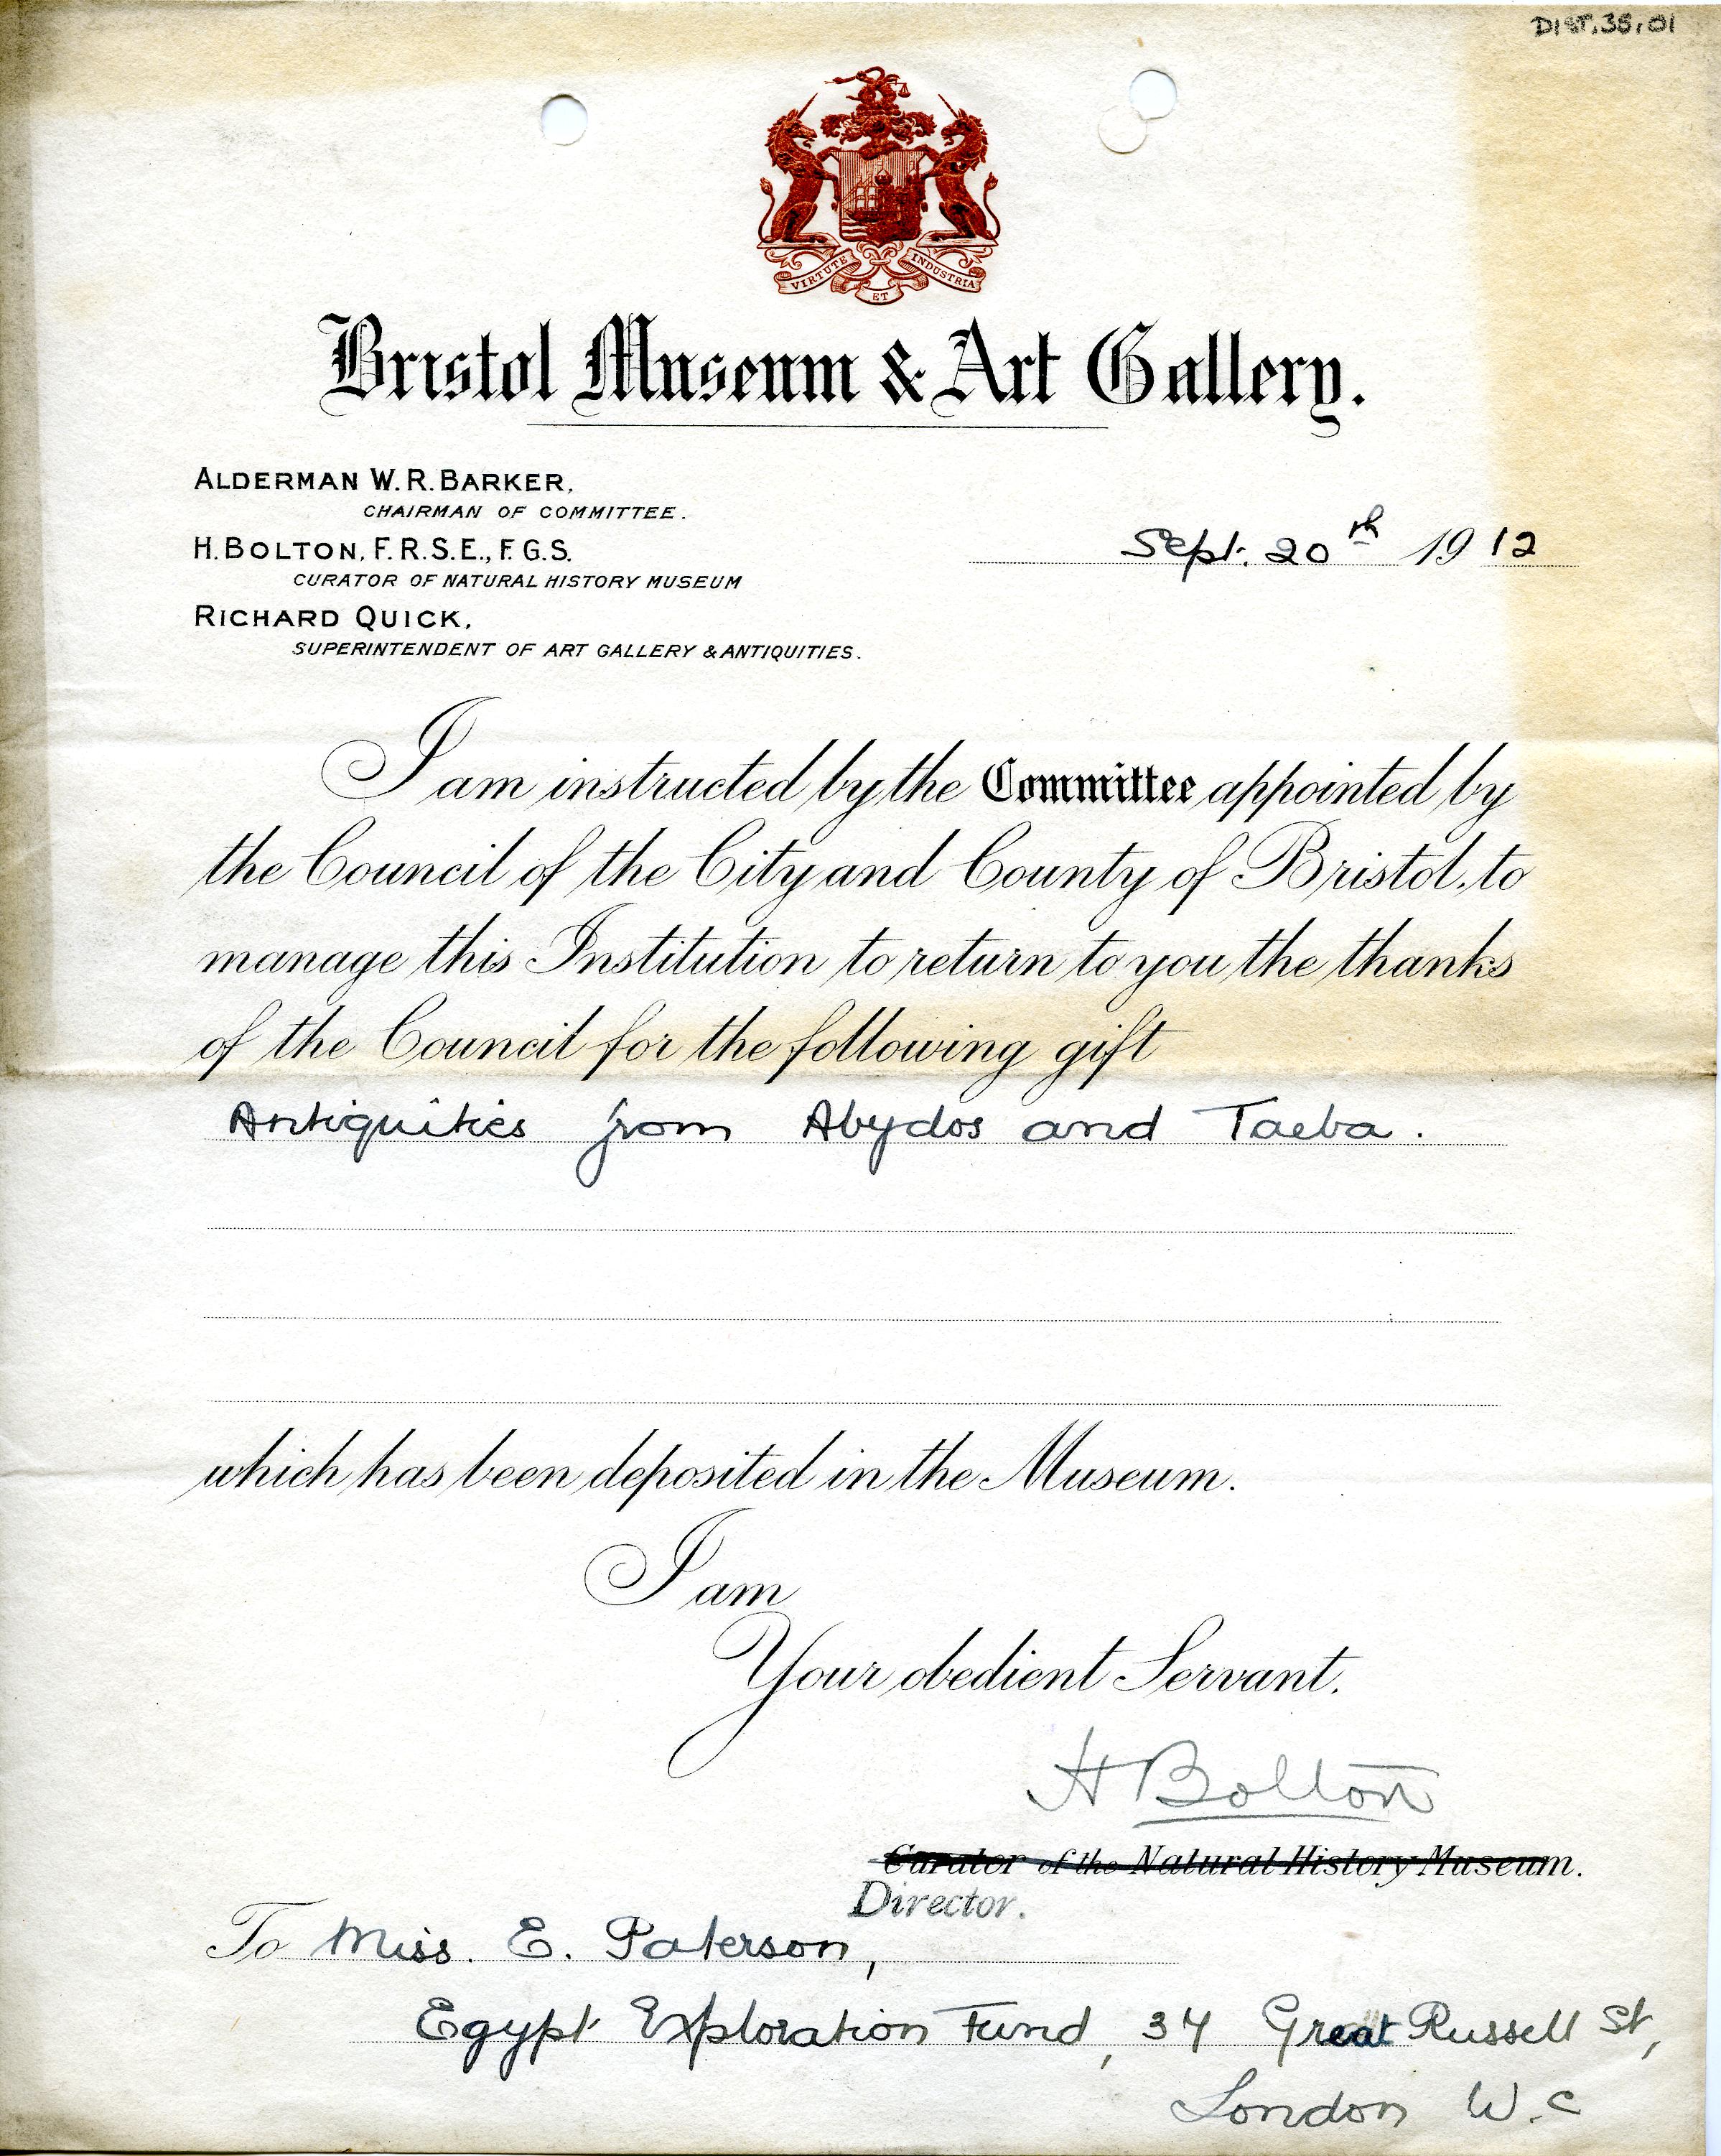 DIST.38.01
VIRTUTE ET INDUSTRIA
Bristol Museum & Art Gallery.
ALDERMAN W. R. BARKER,
CHAIRMAN OF COMMITTEE.
H. BOLTON, F.R.S.E., F.G.S.
CURATOR OF NATURAL HISTORY MUSEUM
RICHARD QUICK,
SUPERINTENDENT OF ART GALLERY & ANTIQUITIES.
Sept. 20th 1912
I am instructed by the Committee appointed by
the Council of the City and County of Bristol, to
manage this Institution to return to you the thanks
of the Council for the following gift
Antiquities from Abydos and Taeba.
which has been deposited in the Museum.
I am
Your obedient Servant.
H Bolton
Curator of the Natural History Museum.
Director.
To Miss. E. Paterson,
Egypt Exploration Fund, 37 Great Russell St,
London W.C